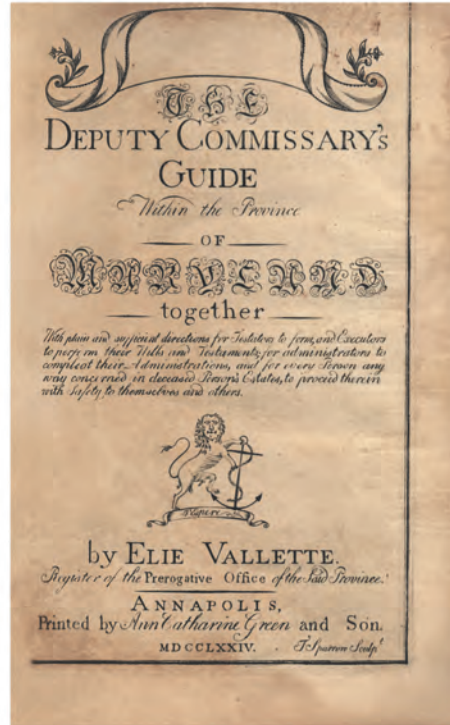 THE
DEPUTY COMMISSARY'S
GUIDE
Within the Province
OF
MARYLAND
together
With plain and sufficient directions for Testators to form, and Executors
to perform their Wills and Testaments; for administrators to
compleat their Administrations, and for every Person any
way concerned in deceased Person's Estates, to proceed therein
with Safety to themselves and others.
by ELIE VALLETTE.
Register of the Prerogative Office of the Said Province.
ANNAPOLIS,
Printed by Ann Catharine Green and Son.
MDCCLXXIV. T. Sparrow Sculpt